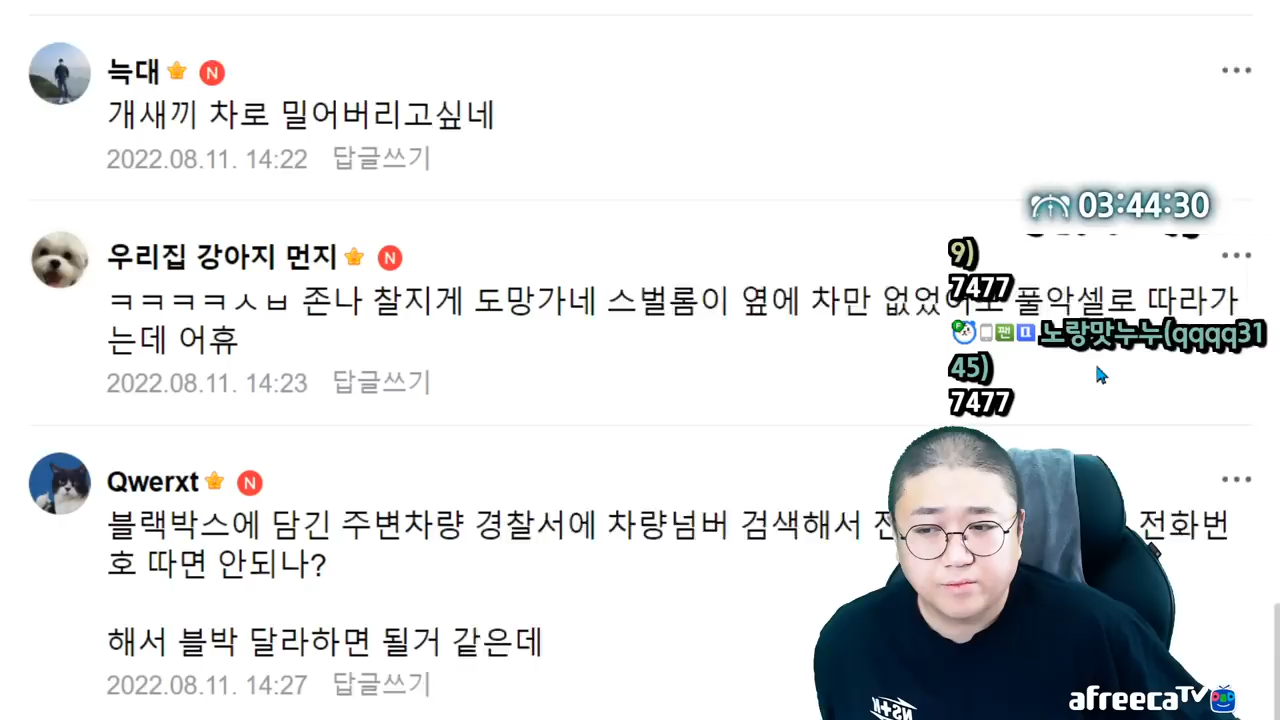 늑대 N
개새끼 차로 밀어버리고싶네
2022.08.11. 14:22 답글쓰기
03:44:30
우리집 강아지 먼지 N
ㅋㅋㅋㅋㅅㅂ 존나 찰지게 도망가네 스벌롬이 옆에 차만 없었어도 풀악셀로 따라가
는데 어휴
2022.08.11. 14:23 답글쓰기
9)
7477
F 팬 노랑맛누누(qqqq31
45)
7477
Qwerxt N
블랙박스에 담긴 주변차량 경찰서에 차량넘버 검색해서 전화번
호 따면 안되나?
해서 블박 달라하면 될거 같은데
2022.08.11. 14:27 답글쓰기
NS+N
afreecaTV